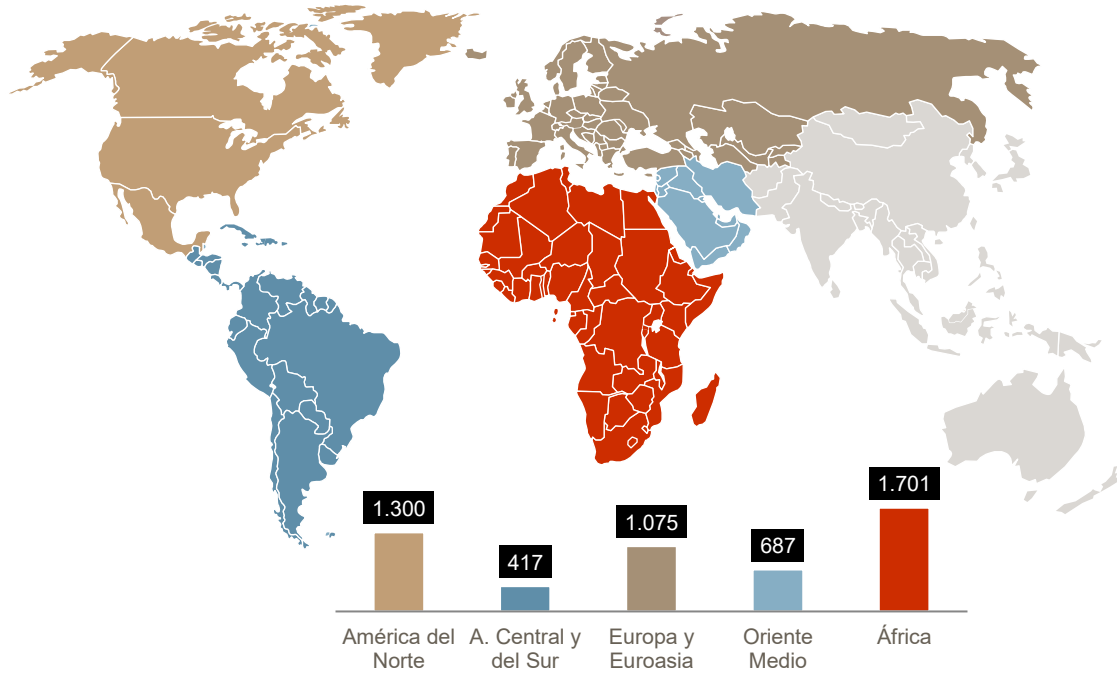 1.300
417
1.075
687
1.701
América del
Norte
A. Central y
del Sur
Europa y
Euroasia
Oriente
Medio
África